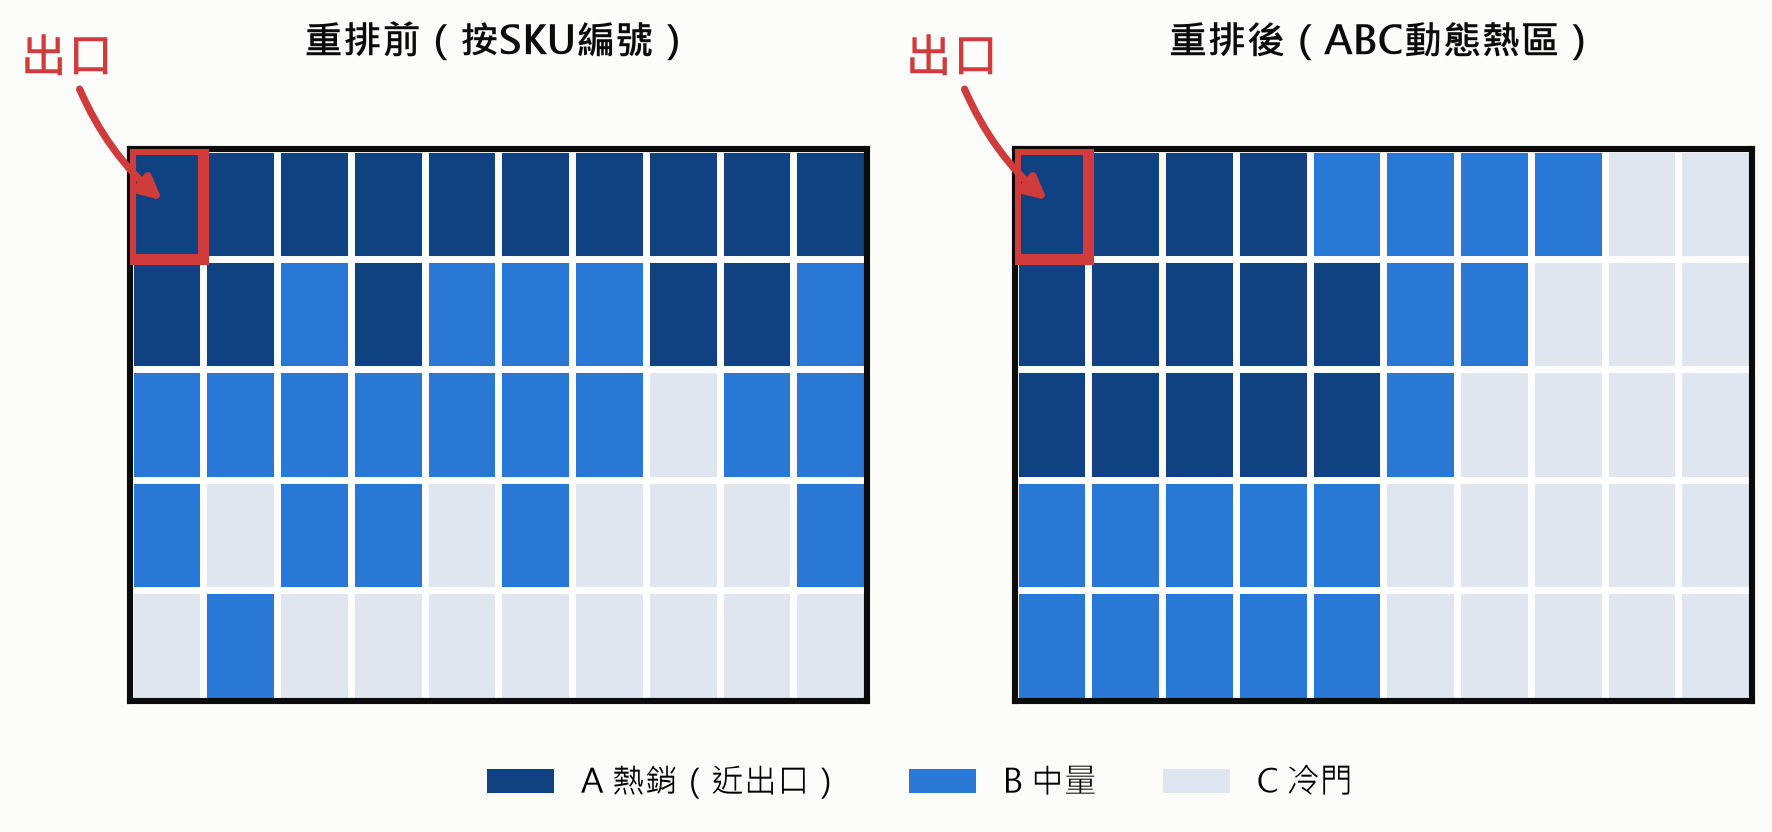 重排前（按SKU編號）
出口
重排後（ABC動態熱區）
出口
A 熱銷（近出口）
B 中量
C 冷門